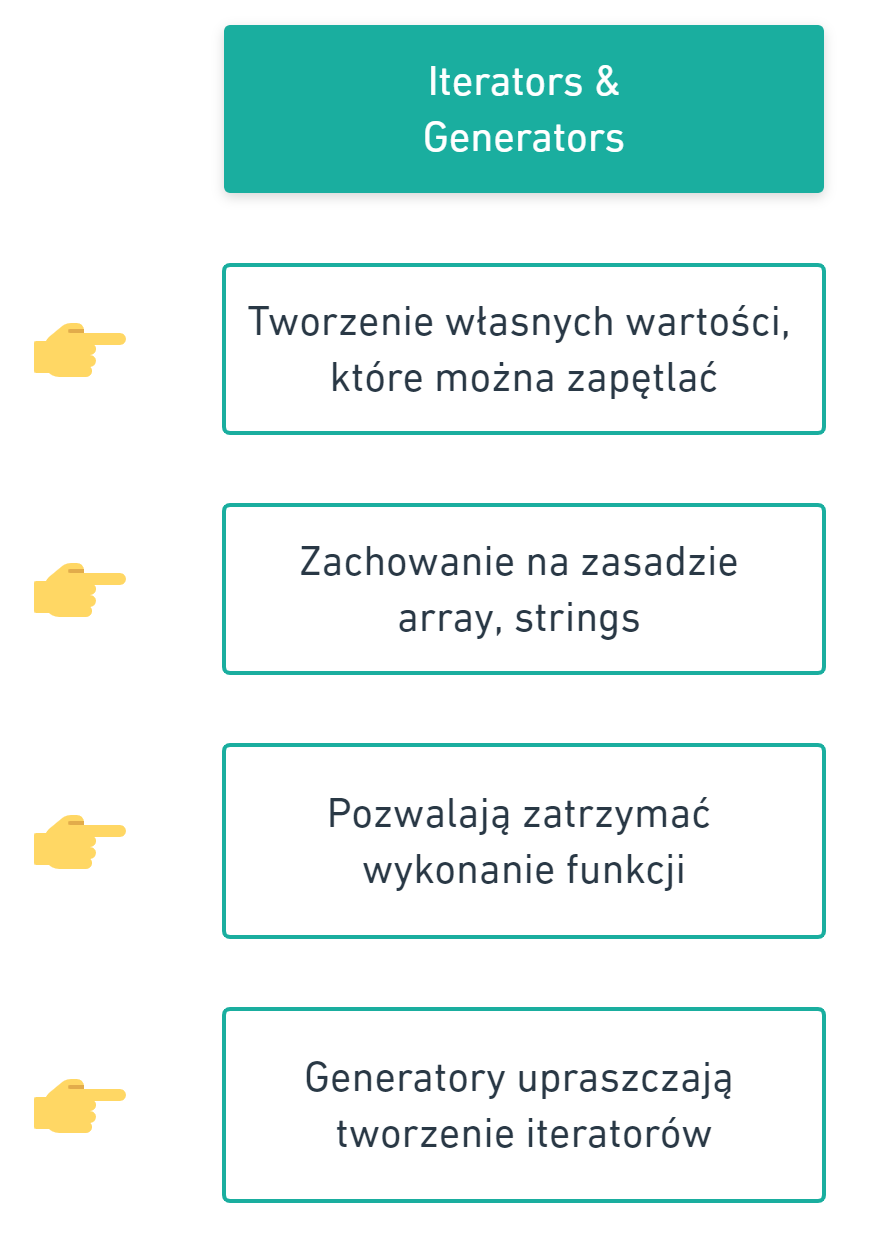 Iterators &
Generators
Tworzenie własnych wartości,
które można zapętlać
Zachowanie na zasadzie
array, strings
Pozwalają zatrzymać
wykonanie funkcji
Generatory upraszczają
tworzenie iteratorów